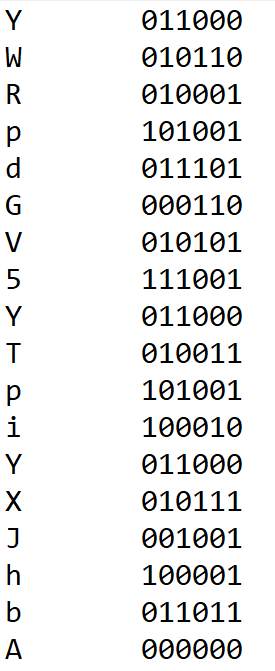 Y 011000
W 010110
R 010001
p 101001
d 011101
G 000110
V 010101
5 111001
Y 011000
T 010011
p 101001
i 100010
Y 011000
X 010111
J 001001
h 100001
b 011011
A 000000